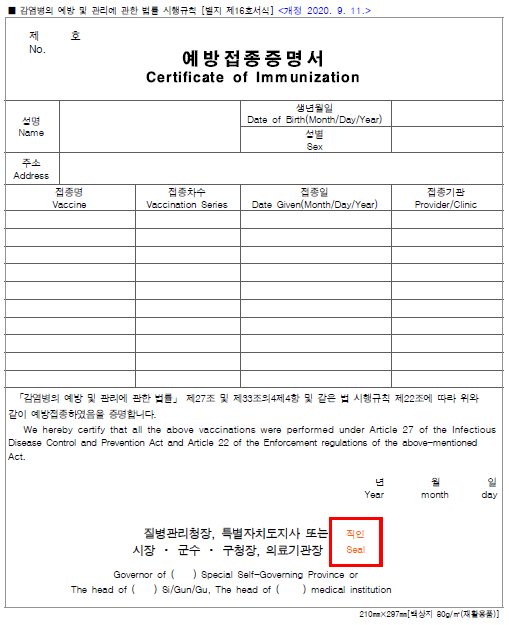 ■ 감염병의 예방 및 관리에 관한 법률 시행규칙 [별지 제16호서식] <개정 2020. 9. 11.>
제 호
No.
예방접종증명서
Certificate of Immunization
성명
Name
생년월일
Date of Birth(Month/Day/Year)
성별
Sex
주소
Address
접종명 접종차수 접종일 접종기관
Vaccine Vaccination Series Date Given(Month/Day/Year) Provider/Clinic
「감염병의 예방 및 관리에 관한 법률」 제27조 및 제33조의4제4항 및 같은 법 시행규칙 제22조에 따라 위와
같이 예방접종하였음을 증명합니다.
We hereby certify that all the above vaccinations were performed under Article 27 of the Infectious
Disease Control and Prevention Act and Article 22 of the Enforcement regulations of the above-mentioned
Act.
년 월 일
Year month day
질병관리청장, 특별자치도지사 또는 직인
시장 · 군수 · 구청장, 의료기관장 Seal
Governor of ( ) Special Self-Governing Province or
The head of ( ) Si/Gun/Gu, The head of ( ) medical institution
210mm×297mm[백상지 80g/㎡(재활용품)]